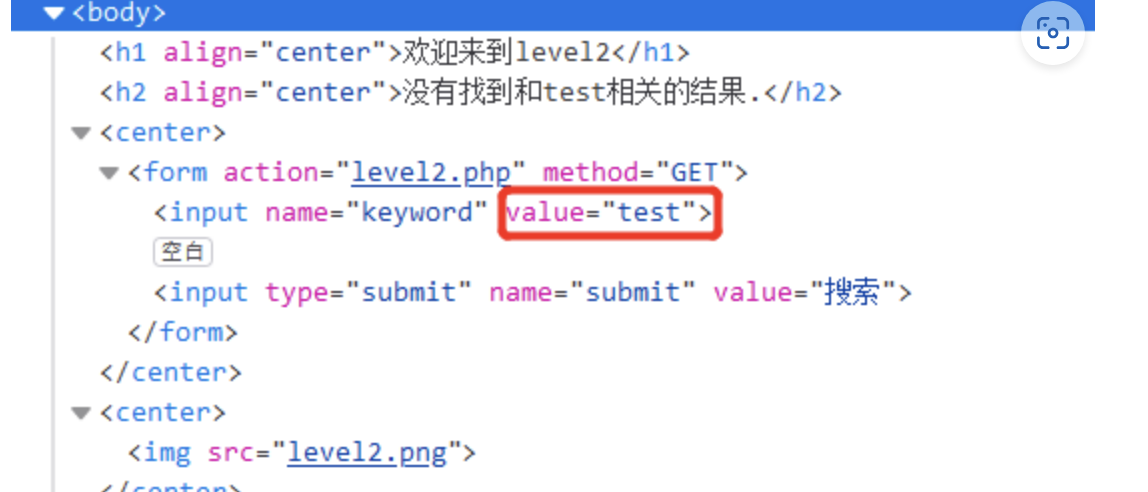 <body>
<h1 align="center">欢迎来到level2</h1>
<h2 align="center">没有找到和test相关的结果.</h2>
<center>
<form action="level2.php" method="GET">
<input name="keyword" value="test">
空白
<input type="submit" name="submit" value="搜索">
</form>
</center>
<center>
<img src="level2.png">
</center>